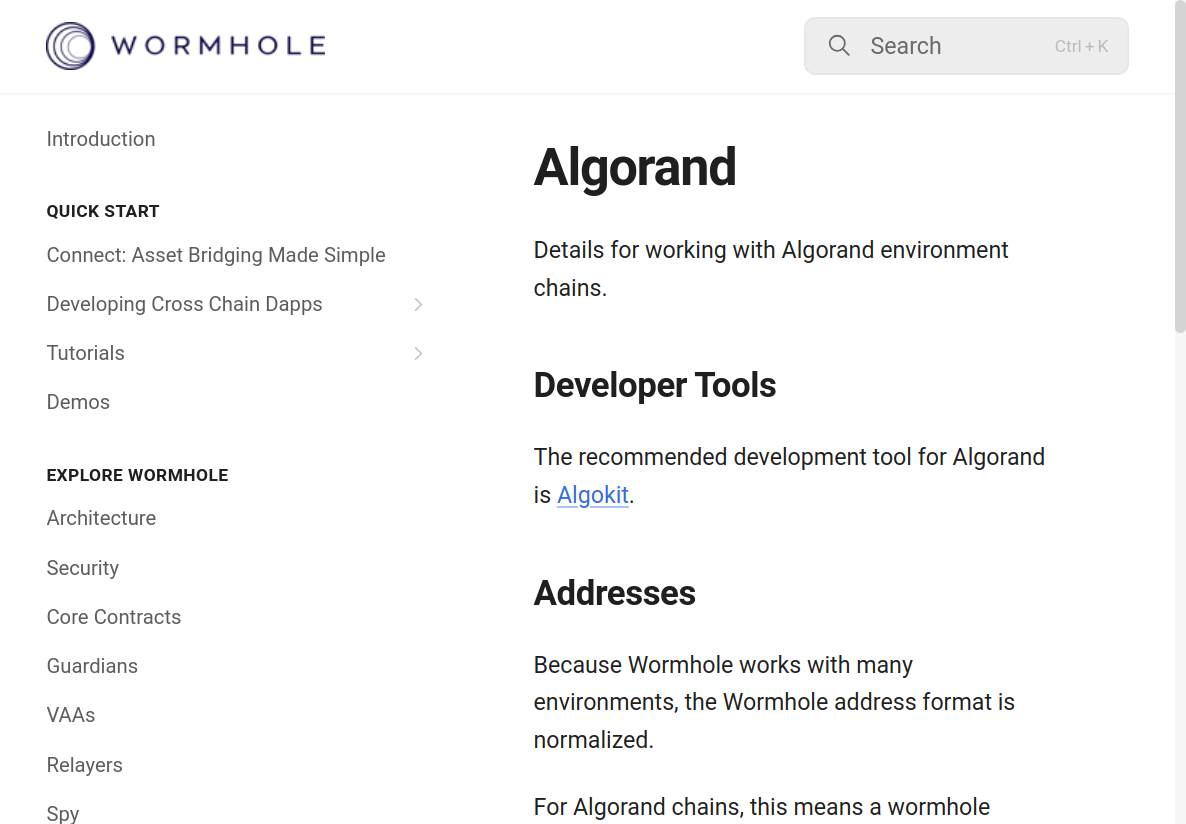 WORMHOLE
Search
Ctrl + K
Introduction
QUICK START
Connect: Asset Bridging Made Simple
Developing Cross Chain Dapps
Tutorials
Demos
EXPLORE WORMHOLE
Architecture
Security
Core Contracts
Guardians
VAAs
Relayers
Spy
Algorand
Details for working with Algorand environment
chains.
Developer Tools
The recommended development tool for Algorand
is Algokit.
Addresses
Because Wormhole works with many
environments, the Wormhole address format is
normalized.
For Algorand chains, this means a wormhole